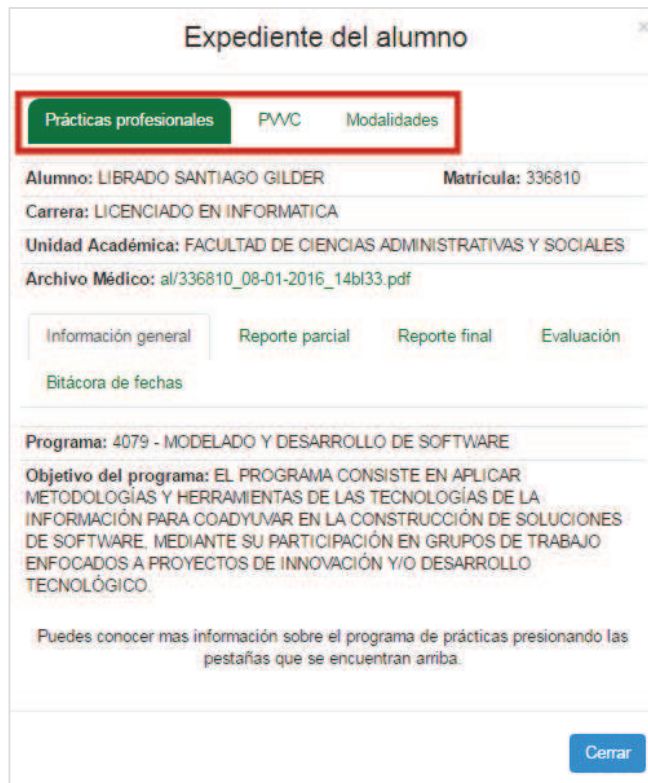 Expediente del alumno ×
Prácticas profesionales PVVC Modalidades
Alumno: LIBRADO SANTIAGO GILDER Matrícula: 336810
Carrera: LICENCIADO EN INFORMATICA
Unidad Académica: FACULTAD DE CIENCIAS ADMINISTRATIVAS Y SOCIALES
Archivo Médico: al/336810_08-01-2016_14bl33.pdf
Información general Reporte parcial Reporte final Evaluación
Bitácora de fechas
Programa: 4079 - MODELADO Y DESARROLLO DE SOFTWARE
Objetivo del programa: EL PROGRAMA CONSISTE EN APLICAR
METODOLOGÍAS Y HERRAMIENTAS DE LAS TECNOLOGÍAS DE LA
INFORMACIÓN PARA COADYUVAR EN LA CONSTRUCCIÓN DE SOLUCIONES
DE SOFTWARE, MEDIANTE SU PARTICIPACIÓN EN GRUPOS DE TRABAJO
ENFOCADOS A PROYECTOS DE INNOVACIÓN Y/O DESARROLLO
TECNOLÓGICO.
Puedes conocer mas información sobre el programa de prácticas presionando las
pestañas que se encuentran arriba.
Cerrar